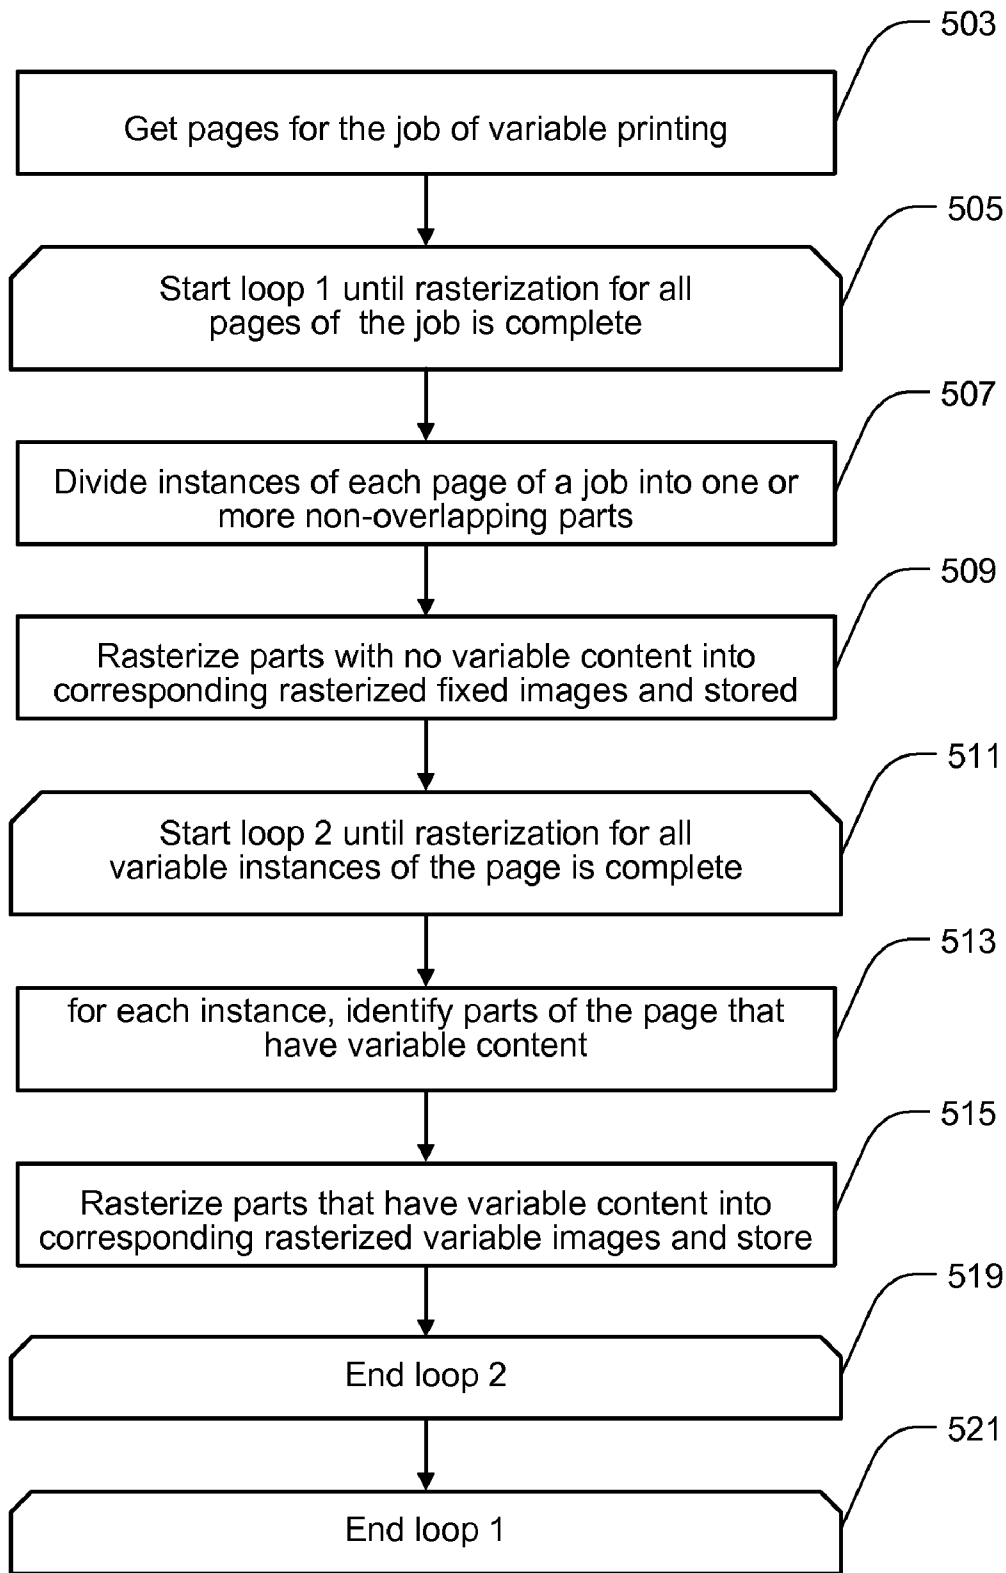 503
Get pages for the job of variable printing
505
Start loop 1 until rasterization for all
pages of the job is complete
507
Divide instances of each page of a job into one or
more non-overlapping parts
509
Rasterize parts with no variable content into
corresponding rasterized fixed images and stored
511
Start loop 2 until rasterization for all
variable instances of the page is complete
513
for each instance, identify parts of the page that
have variable content
515
Rasterize parts that have variable content into
corresponding rasterized variable images and store
519
End loop 2
521
End loop 1